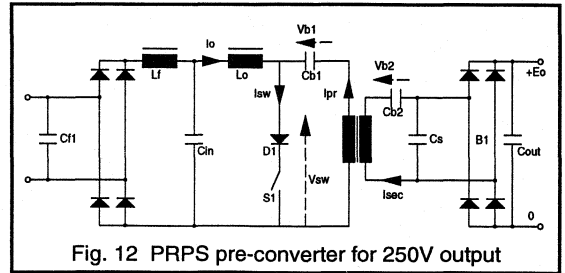 Vb1
Io
Vb2
Lf
Lo
Cb1
Isw
Ipr
Cb2
Cf1
Cin
D1
Vsw
S1
Cs
B1
Cout
+Eo
Isec
0
Fig. 12 PRPS pre-converter for 250V output